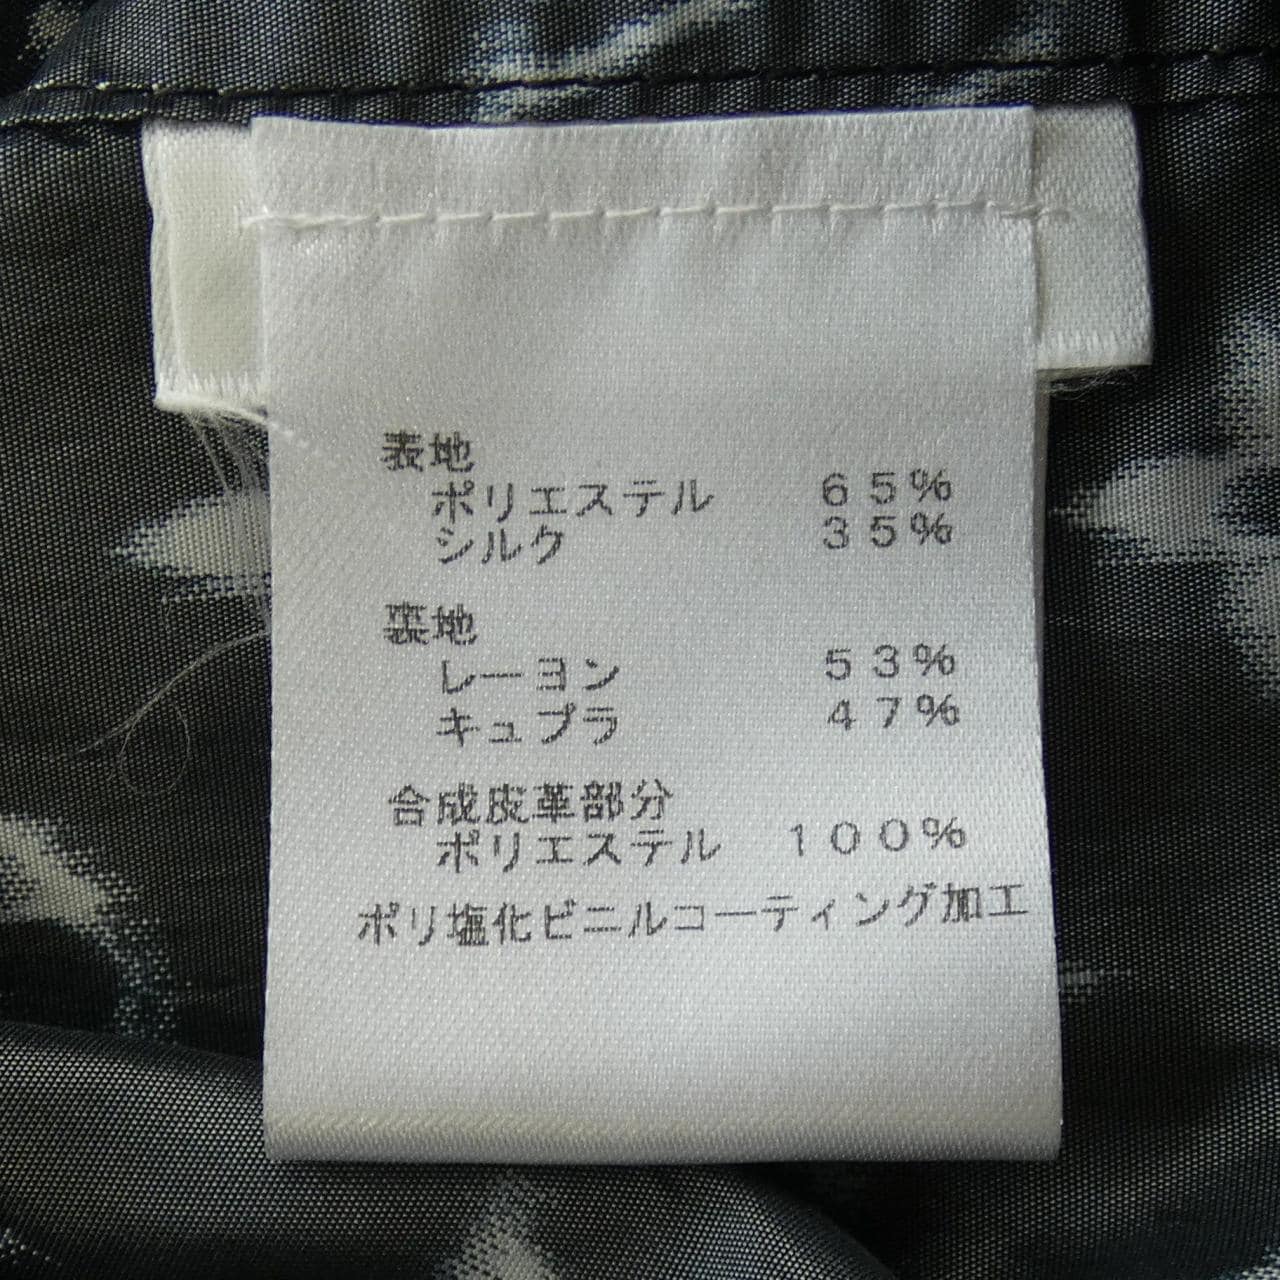 表地
ポリエステル 65%
シルク 35%
裏地
レーヨン 53%
キュプラ 47%
合成皮革部分
ポリエステル 100%
ポリ塩化ビニルコーティング加工